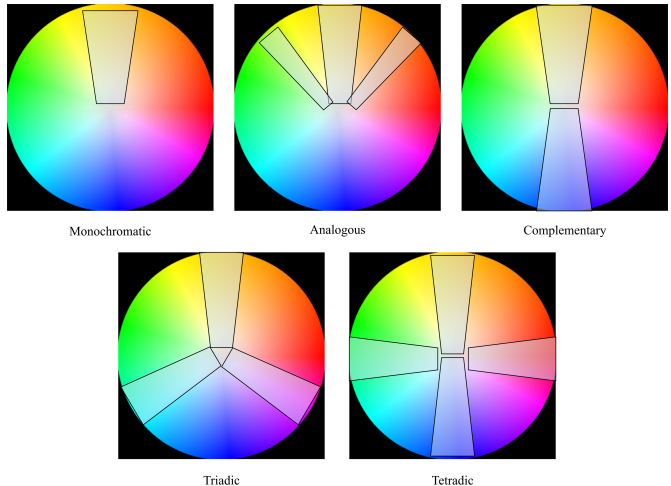 Monochromatic
Analogous
Complementary
Triadic
Tetradic